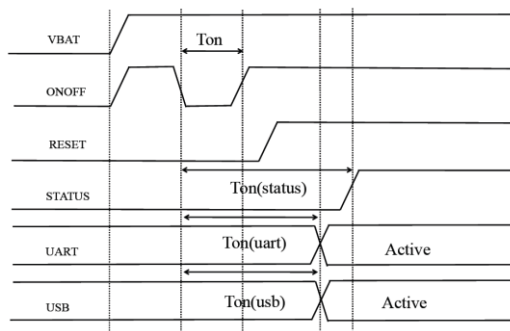 VBAT
Ton
ONOFF
RESET
Ton(status)
STATUS
Ton(uart)
UART
Active
Ton(usb)
USB
Active